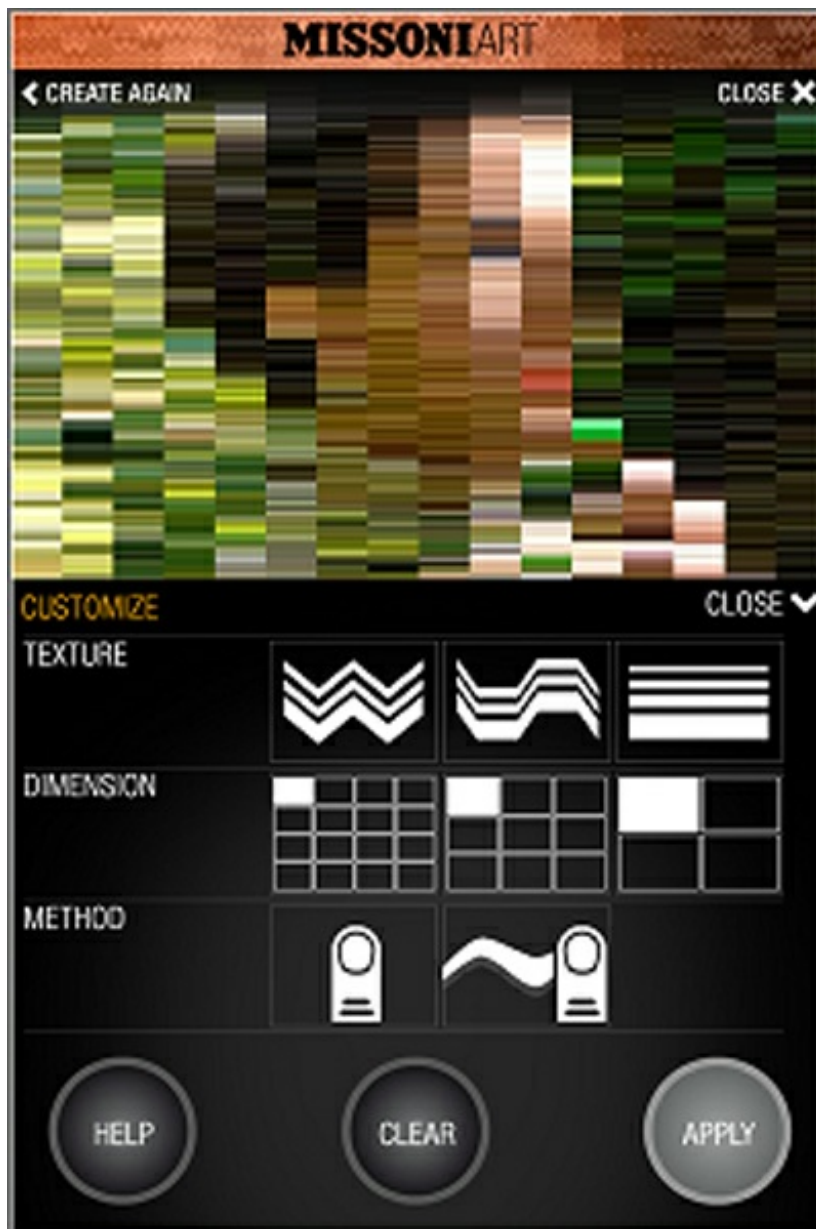 MISSONIART
CREATE AGAIN
CLOSE
CUSTOMIZE
CLOSE
TEXTURE
DIMENSION
METHOD
HELP
CLEAR
APPLY